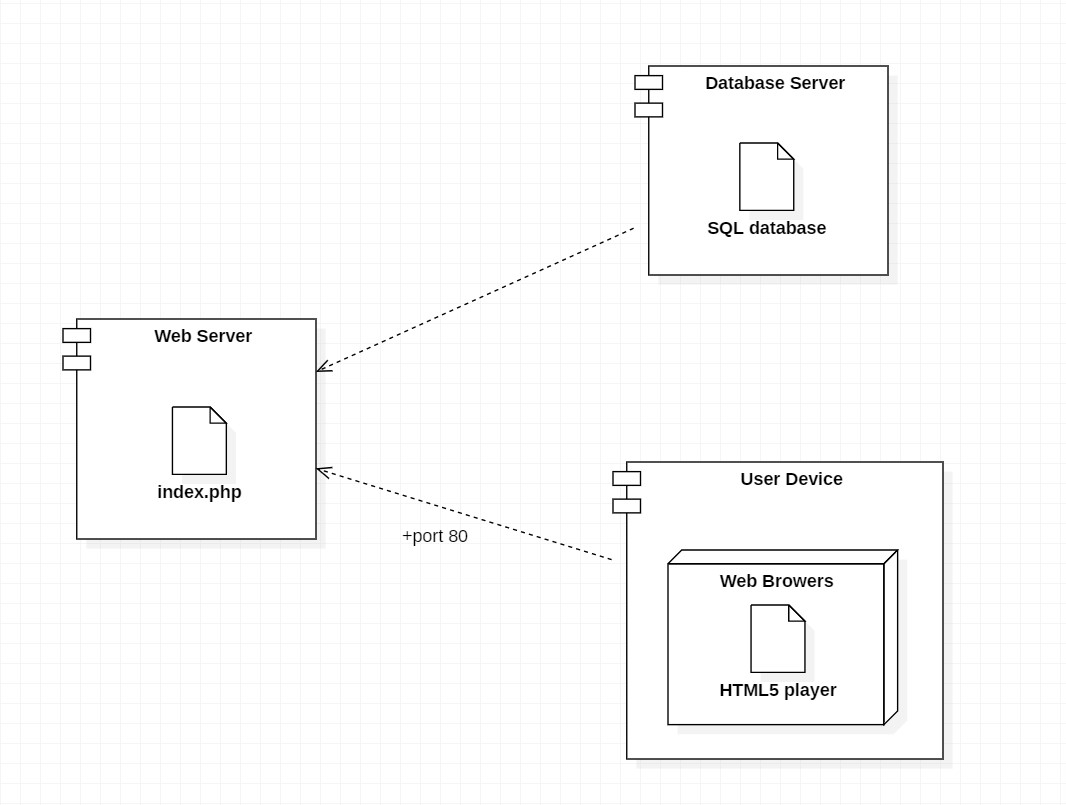 Database Server
SQL database
Web Server
index.php
+port 80
User Device
Web Browers
HTML5 player